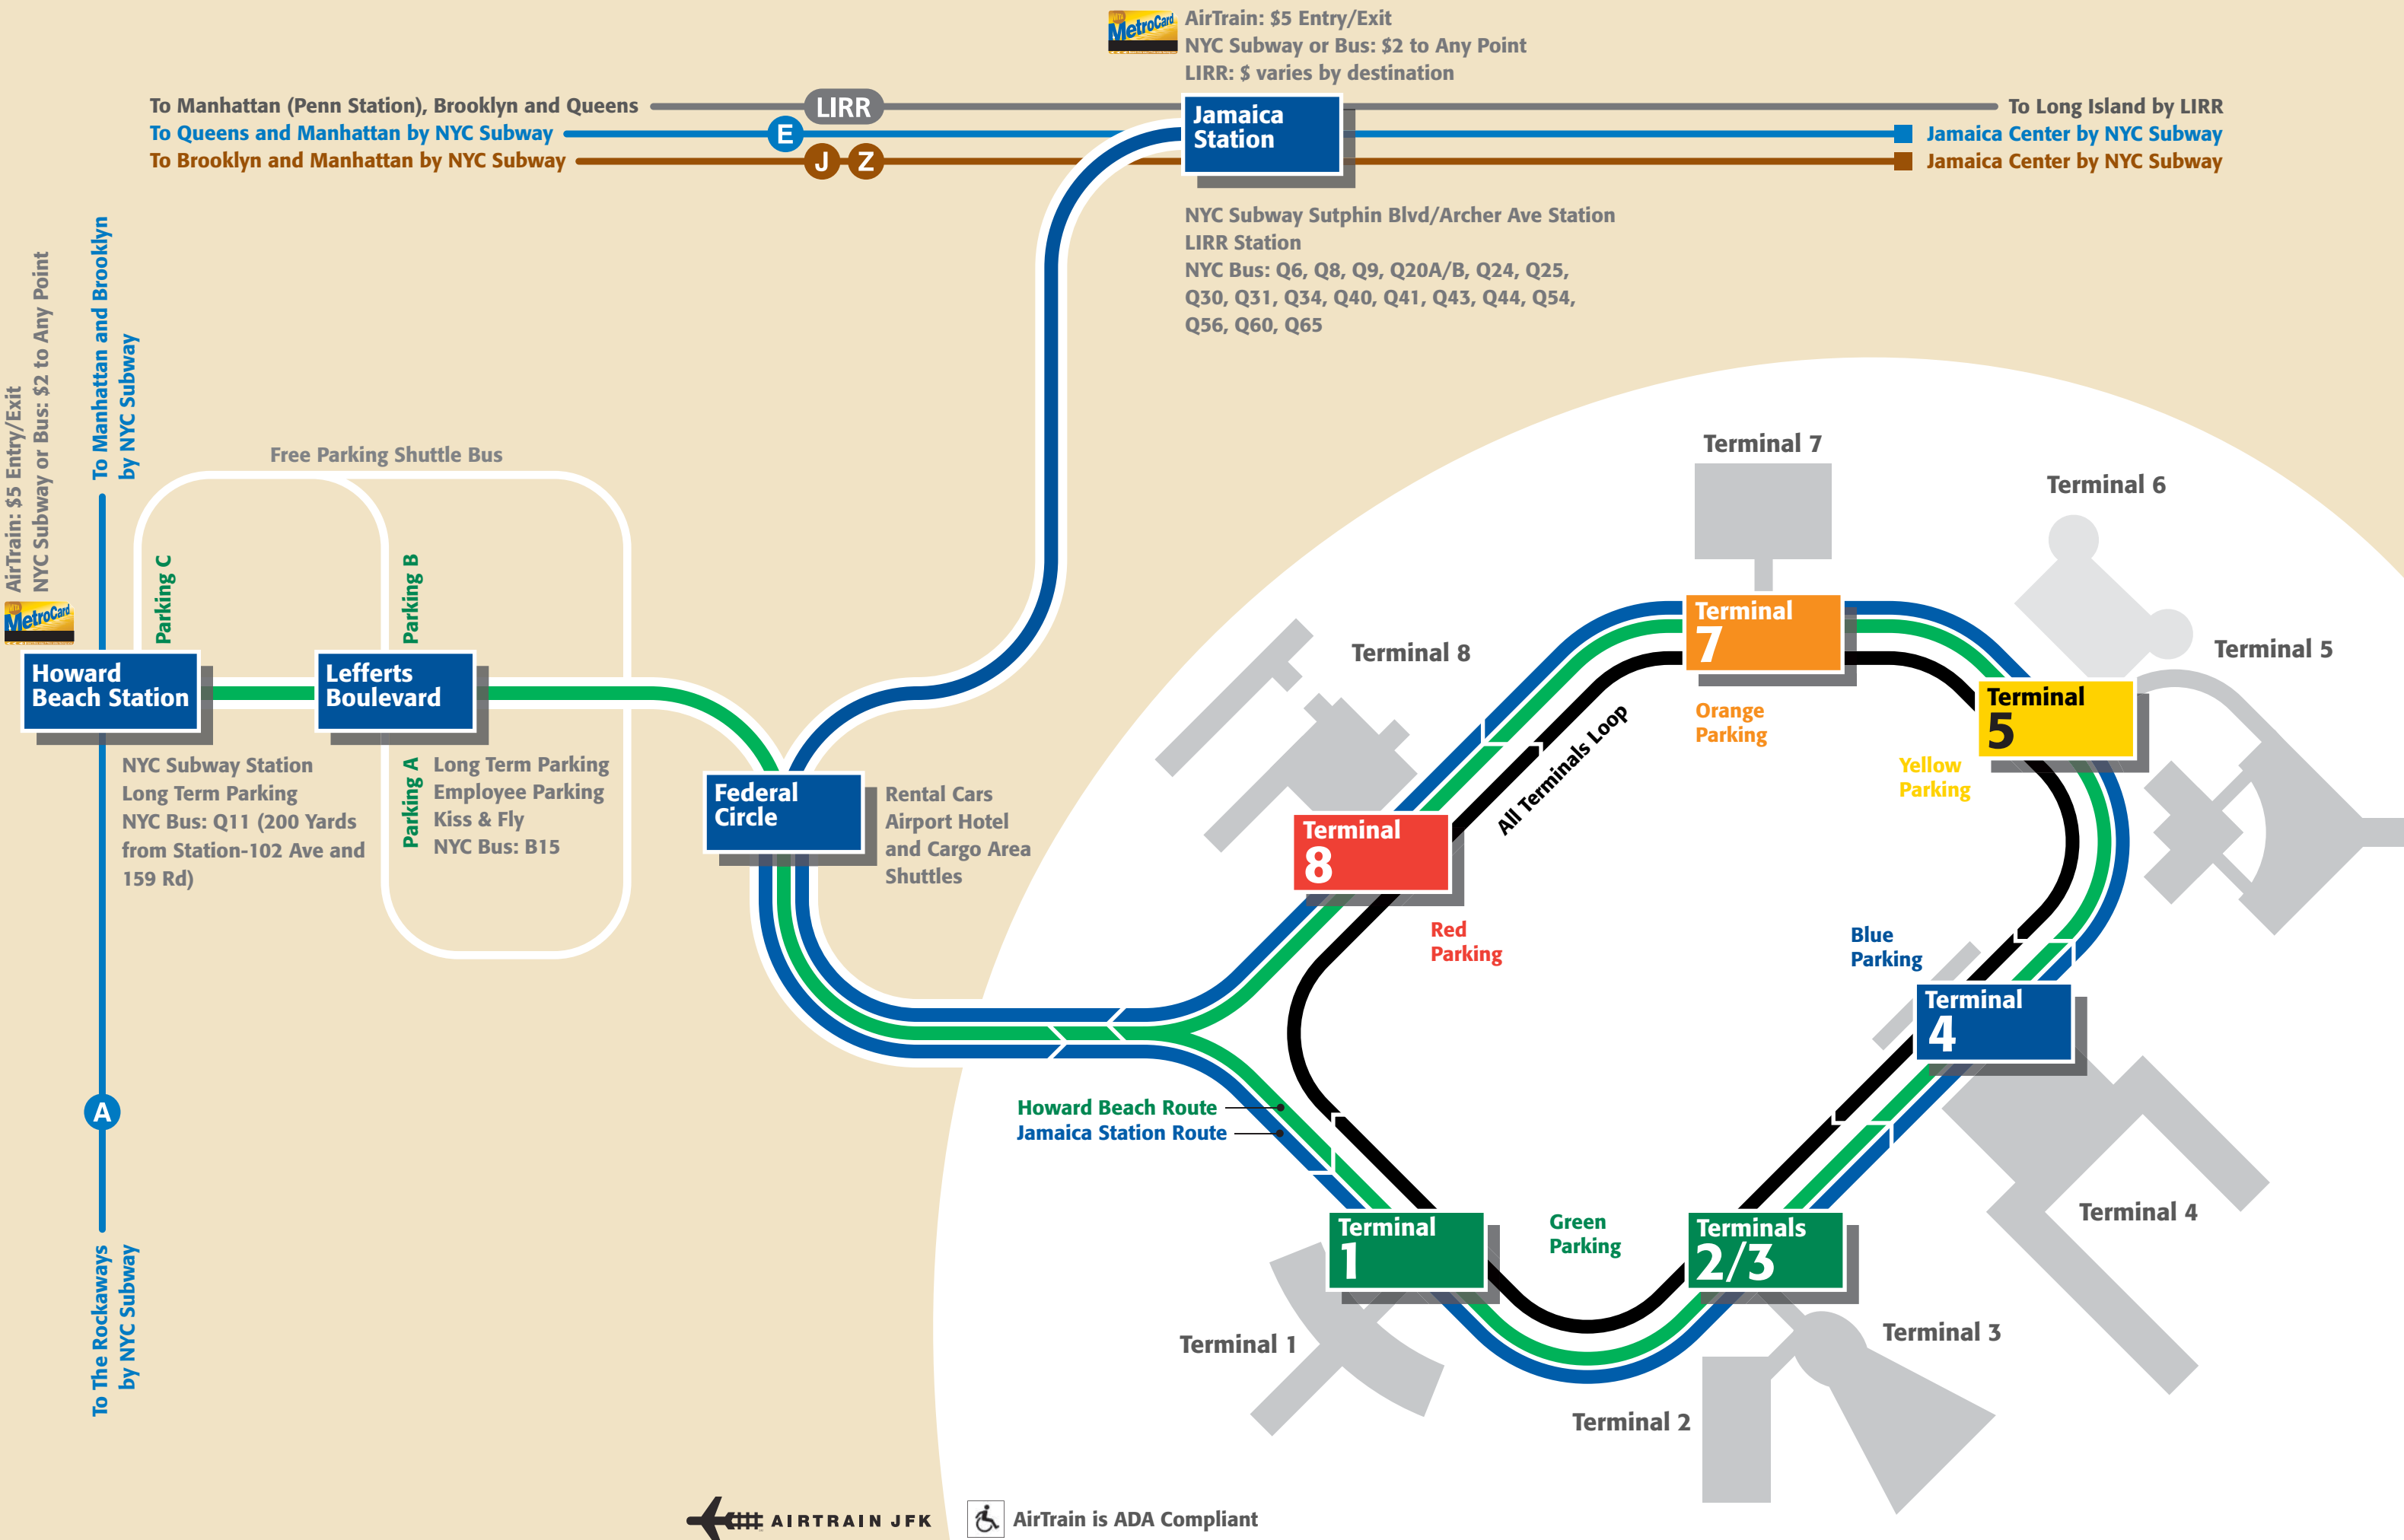 MetroCard
AirTrain: $5 Entry/Exit
NYC Subway or Bus: $2 to Any Point
LIRR: $ varies by destination
To Manhattan (Penn Station), Brooklyn and Queens
LIRR
To Long Island by LIRR
To Queens and Manhattan by NYC Subway
E
Jamaica Center by NYC Subway
To Brooklyn and Manhattan by NYC Subway
J Z
Jamaica Center by NYC Subway
Jamaica
Station
NYC Subway Sutphin Blvd/Archer Ave Station
LIRR Station
NYC Bus: Q6, Q8, Q9, Q20A/B, Q24, Q25,
Q30, Q31, Q34, Q40, Q41, Q43, Q44, Q54,
Q56, Q60, Q65
AirTrain: $5 Entry/Exit
NYC Subway or Bus: $2 to Any Point
MetroCard
To Manhattan and Brooklyn
by NYC Subway
Free Parking Shuttle Bus
Parking C
Parking B
Howard
Beach Station
Lefferts
Boulevard
NYC Subway Station
Long Term Parking
NYC Bus: Q11 (200 Yards
from Station-102 Ave and
159 Rd)
Parking A
Long Term Parking
Employee Parking
Kiss & Fly
NYC Bus: B15
Federal
Circle
Rental Cars
Airport Hotel
and Cargo Area
Shuttles
A
To The Rockaways
by NYC Subway
Terminal 7
Terminal 6
Terminal 5
Terminal 8
Terminal
7
Orange
Parking
Terminal
5
Yellow
Parking
All Terminals Loop
Terminal
8
Red
Parking
Blue
Parking
Terminal
4
Howard Beach Route
Jamaica Station Route
Terminal
1
Green
Parking
Terminals
2/3
Terminal 4
Terminal 1
Terminal 3
Terminal 2
AIRTRAIN JFK
AirTrain is ADA Compliant